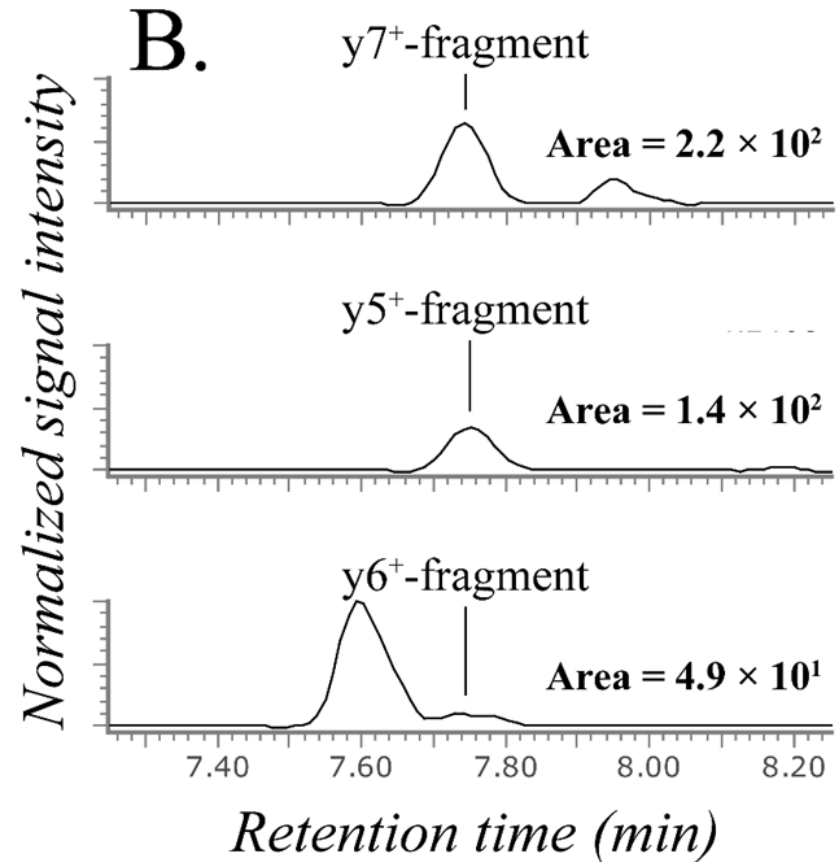 B.
y7⁺-fragment
Area = 2.2 × 10²
y5⁺-fragment
Area = 1.4 × 10²
y6⁺-fragment
Area = 4.9 × 10¹
Normalized signal intensity
7.40 7.60 7.80 8.00 8.20
Retention time (min)